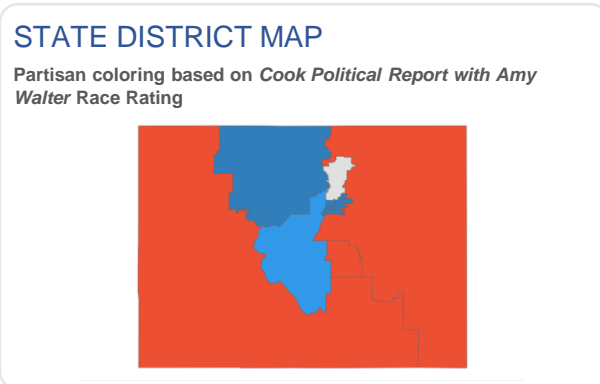 STATE DISTRICT MAP
Partisan coloring based on Cook Political Report with Amy
Walter Race Rating